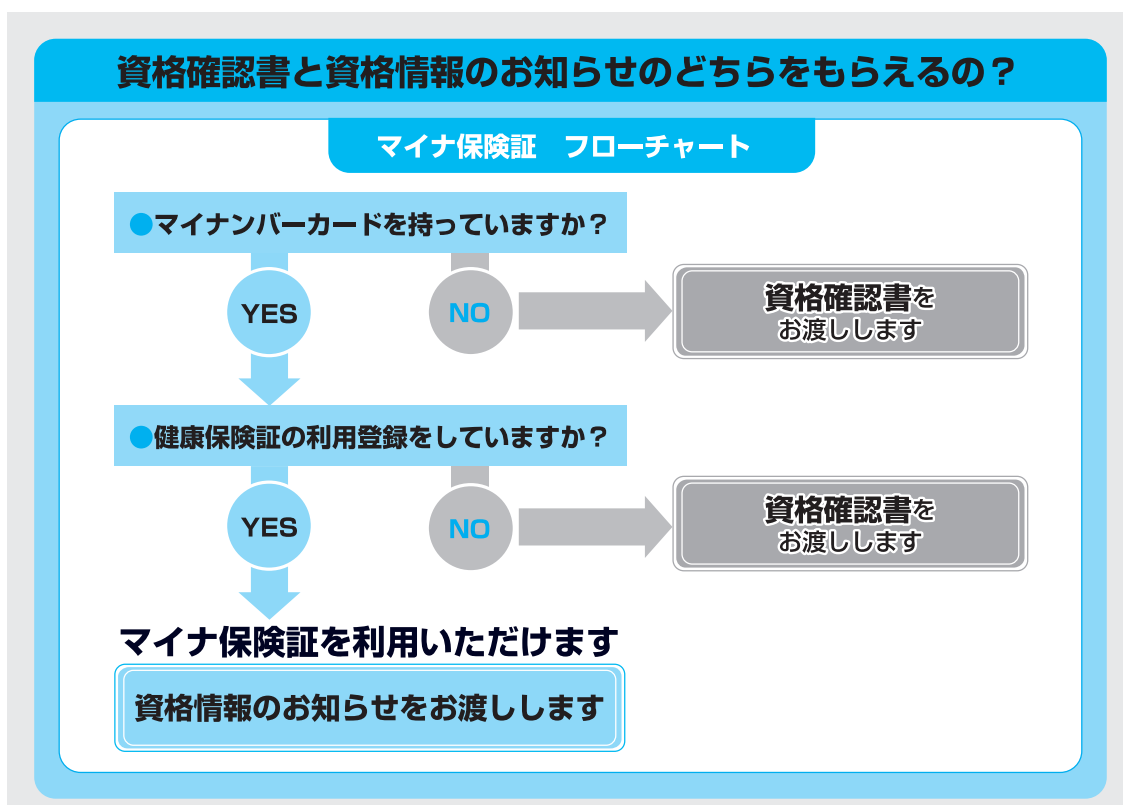 資格確認書と資格情報のお知らせのどちらをもらえるの？
マイナ保険証　フローチャート
●マイナンバーカードを持っていますか？
YES
NO
資格確認書を
お渡しします
●健康保険証の利用登録をしていますか？
YES
NO
資格確認書を
お渡しします
マイナ保険証を利用いただけます
資格情報のお知らせをお渡しします